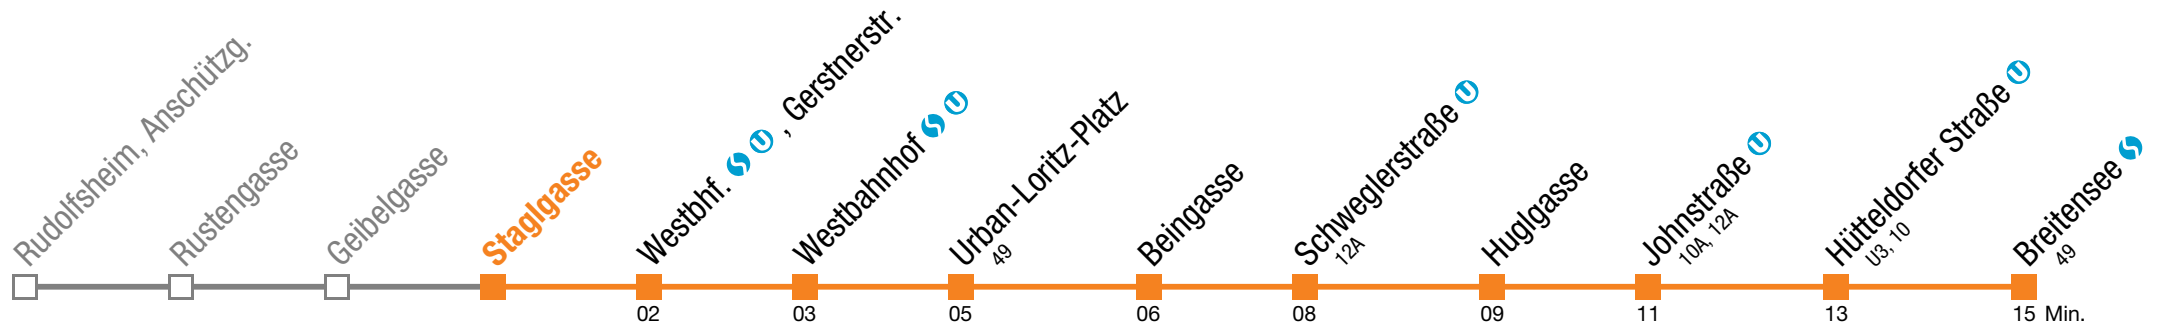 Rudolfsheim, Anschützg.
Rustengasse
Geibelgasse
Staglgasse
Westbhf. S U , Gerstnerstr.
Westbahnhof S U
Urban-Loritz-Platz
49
Beingasse
Schweglerstraße U
12A
Huglgasse
Johnstraße U
10A, 12A
Hütteldorfer Straße U
U3, 10
Breitensee S
49
02 03 05 06 08 09 11 13 15 Min.